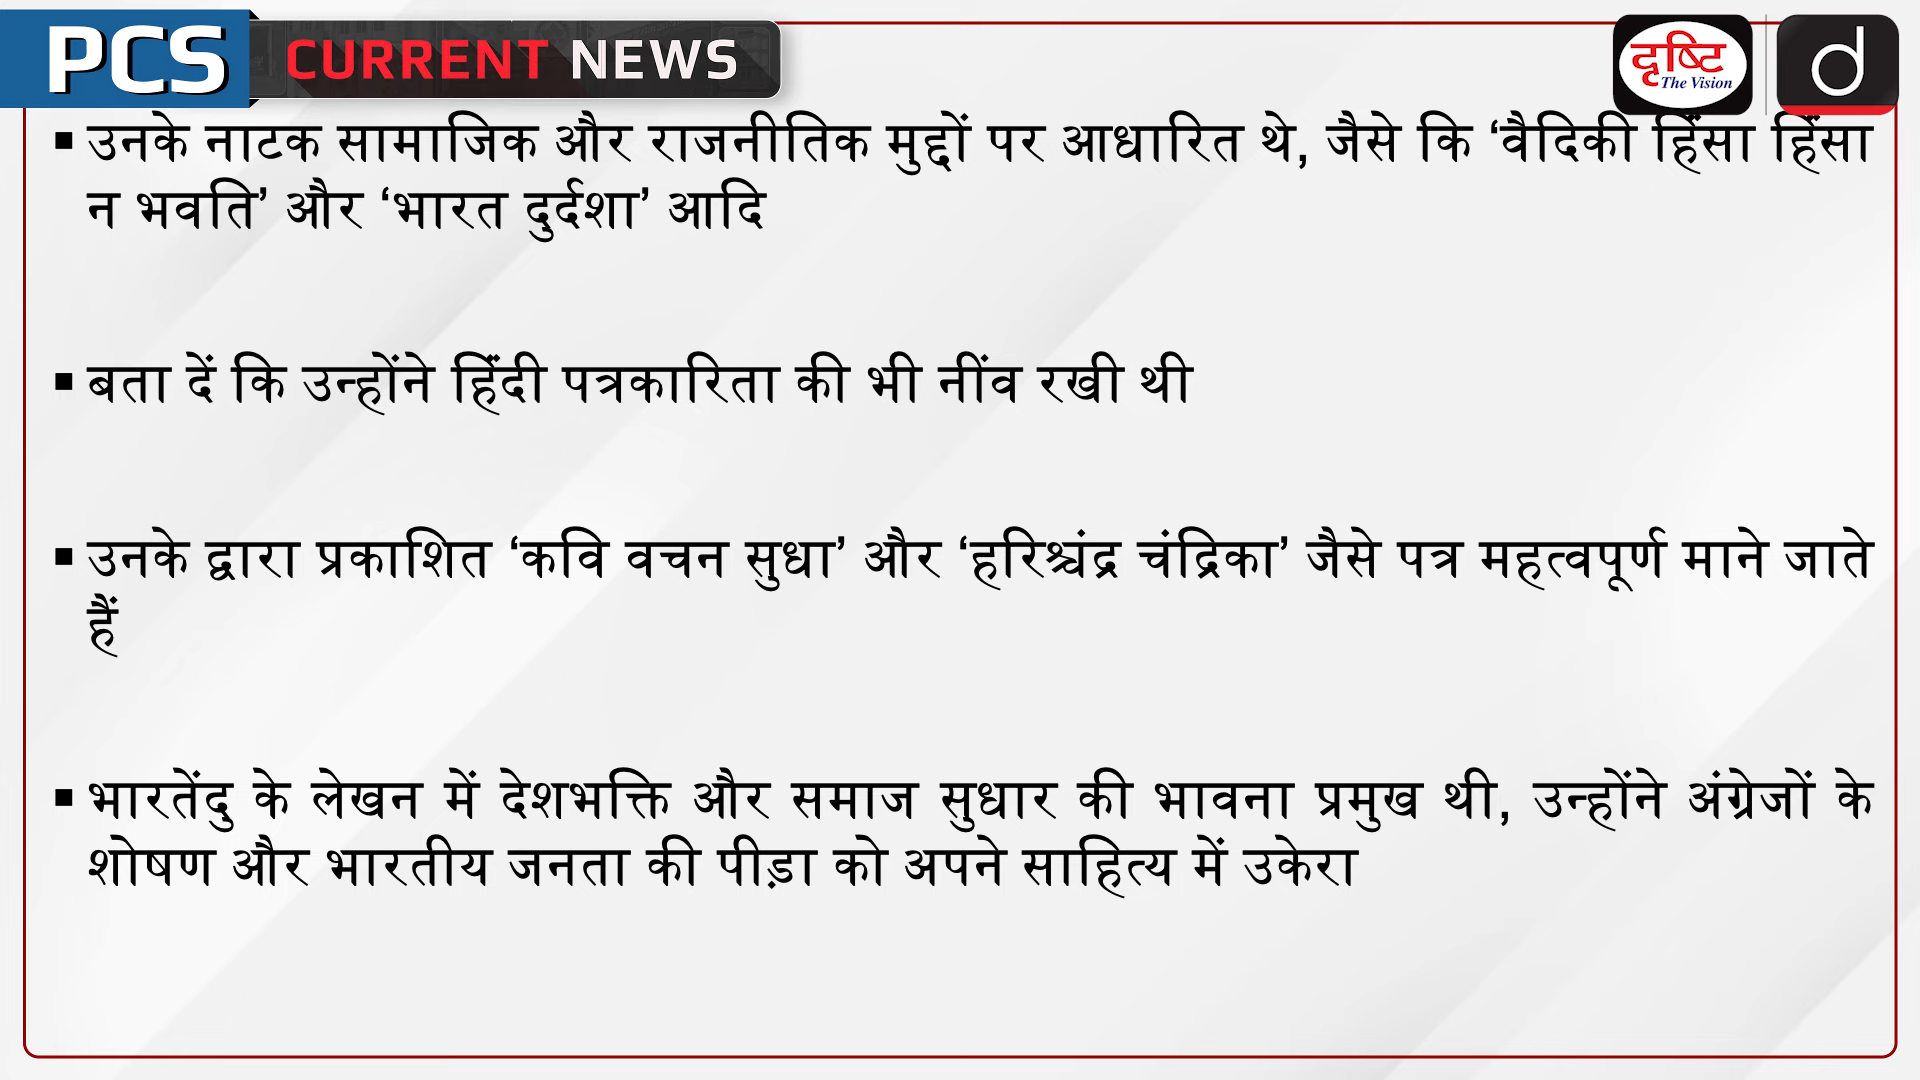 PCS CURRENT NEWS
दृष्टि
The Vision
d
▪ उनके नाटक सामाजिक और राजनीतिक मुद्दों पर आधारित थे, जैसे कि ‘वैदिकी हिंसा हिंसा
न भवति’ और ‘भारत दुर्दशा’ आदि
▪ बता दें कि उन्होंने हिंदी पत्रकारिता की भी नींव रखी थी
▪ उनके द्वारा प्रकाशित ‘कवि वचन सुधा’ और ‘हरिश्चंद्र चंद्रिका’ जैसे पत्र महत्वपूर्ण माने जाते
हैं
▪ भारतेंदु के लेखन में देशभक्ति और समाज सुधार की भावना प्रमुख थी, उन्होंने अंग्रेजों के
शोषण और भारतीय जनता की पीड़ा को अपने साहित्य में उकेरा